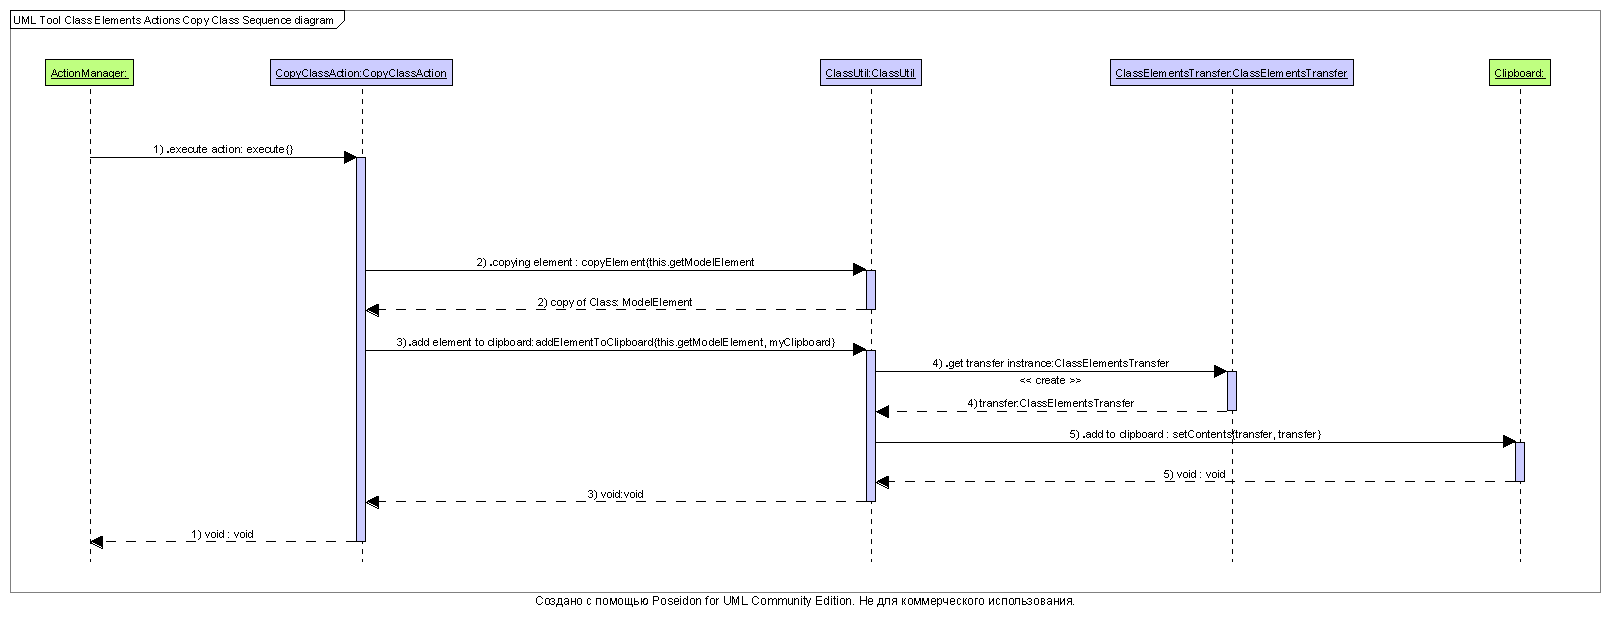 UML Tool Class Elements Actions Copy Class Sequence diagram
ActionManager:
CopyClassAction:CopyClassAction
ClassUtil:ClassUtil
ClassElementsTransfer:ClassElementsTransfer
Clipboard:
1) .execute action: execute{}
2) .copying element : copyElement{this.getModelElement
2) copy of Class: ModelElement
3) .add element to clipboard:addElementToClipboard{this.getModelElement, myClipboard}
4) .get transfer instrance:ClassElementsTransfer
<< create >>
4)transfer:ClassElementsTransfer
5) .add to clipboard : setContents{transfer, transfer}
5) void : void
3) void:void
1) void : void
Создано с помощью Poseidon for UML Community Edition. Не для коммерческого использования.